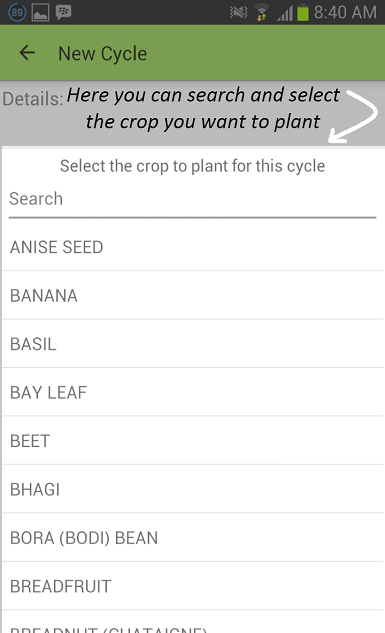 89
8:40 AM
New Cycle
Details: Here you can search and select
the crop you want to plant
Select the crop to plant for this cycle
Search
ANISE SEED
BANANA
BASIL
BAY LEAF
BEET
BHAGI
BORA (BODI) BEAN
BREADFRUIT
BREADNUT (CHATAIGNE)